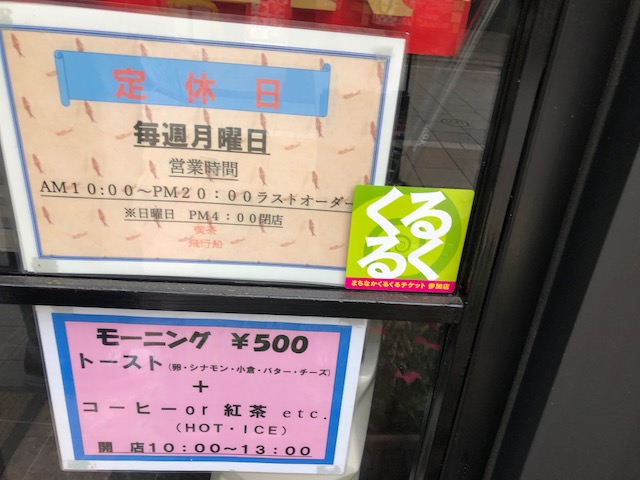 定休日
毎週月曜日
営業時間
AM10:00～PM20:00ラストオーダー
※日曜日 PM4:00閉店
喫茶
飛行船
くるくる
まちなかくるくるチケット 参加店
モーニング ¥500
トースト(卵・シナモン・小倉・バター・チーズ)
+
コーヒーor 紅茶 etc.
(HOT・ICE)
開 店10:00～13:00